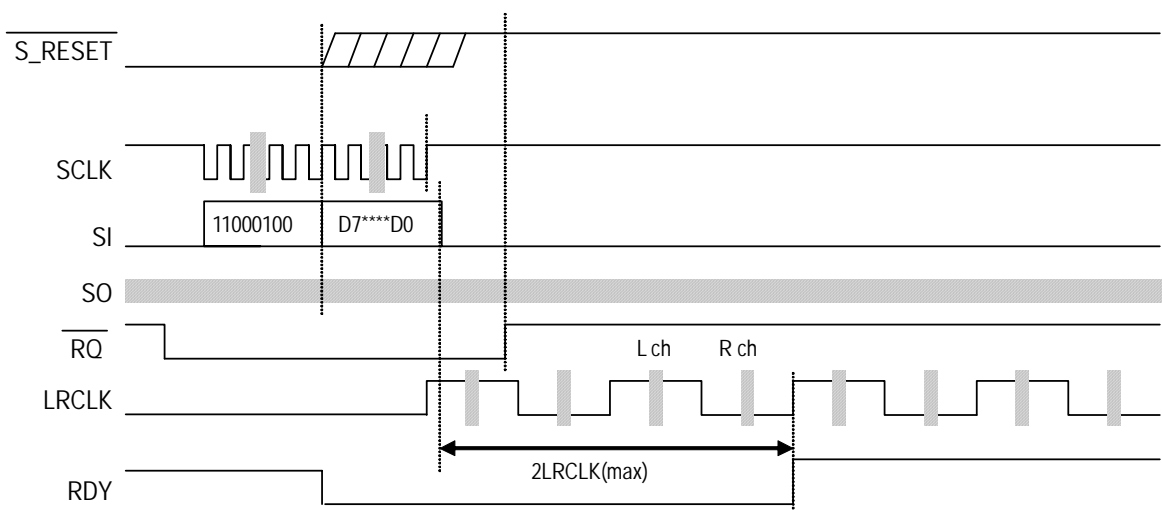 S_RESET
SCLK
11000100 D7****D0
SI
SO
RQ
L ch R ch
LRCLK
2LRCLK(max)
RDY